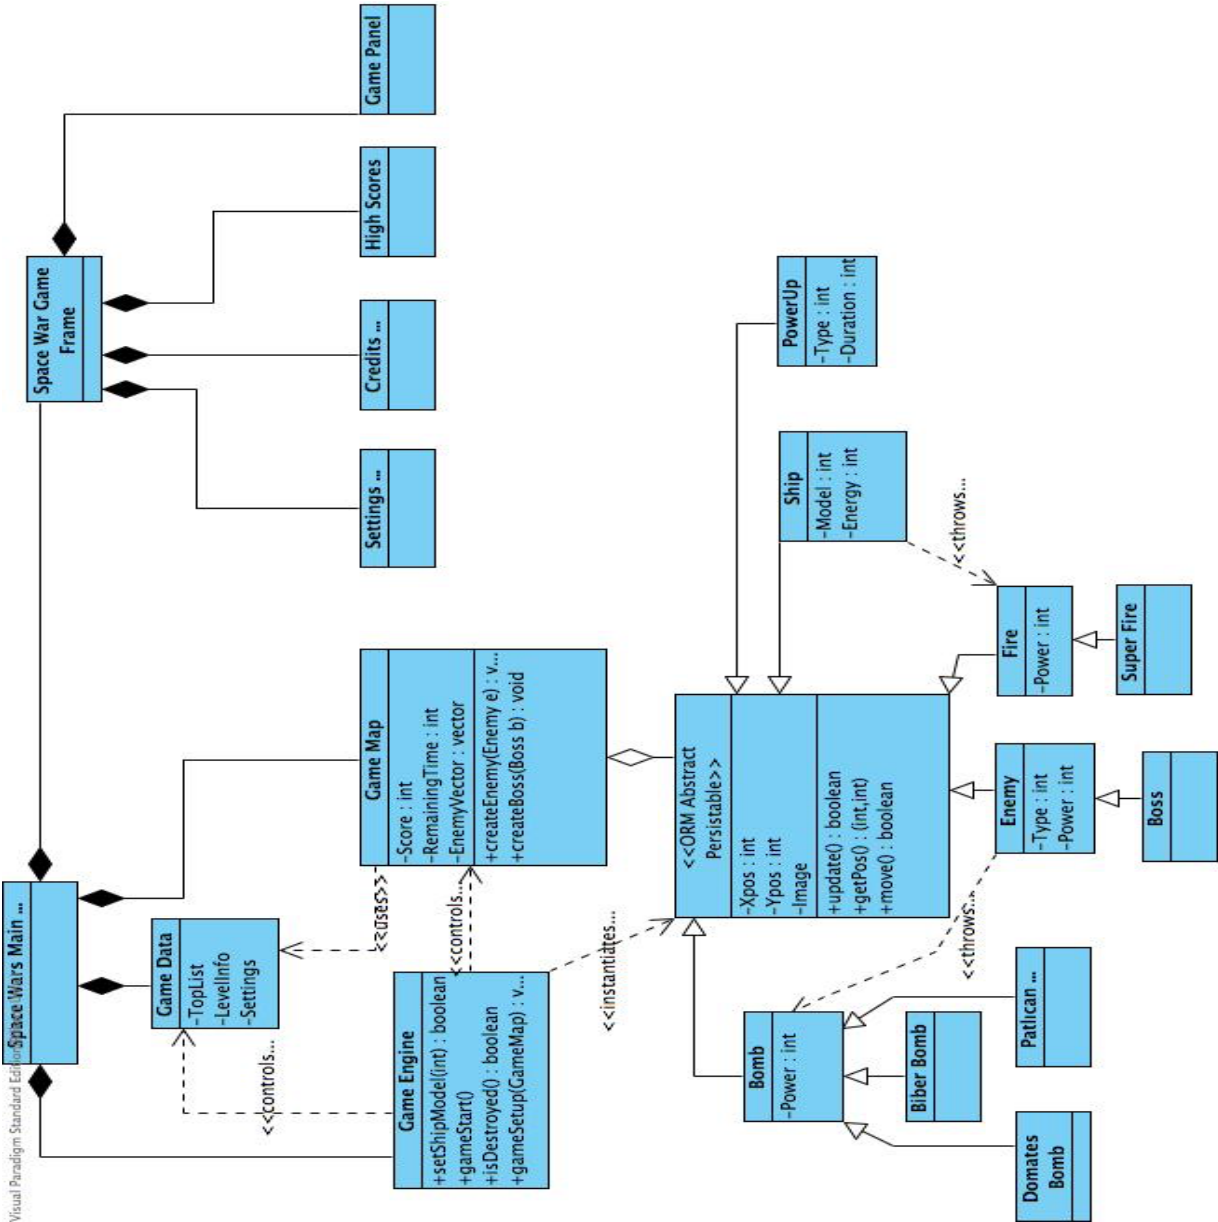 Visual Paradigm Standard Edition
Space Wars Main ...
Space War Game
Frame
Game Panel
High Scores
Credits ...
Settings ...
Game Data
-TopList
-LevelInfo
-Settings
<<controls...
<<uses>>
<<controls...
Game Engine
+setShipModel(int) : boolean
+gameStart()
+isDestroyed() : boolean
+gameSetup(GameMap) : v...
Game Map
-Score : int
-RemainingTime : int
-EnemyVector : vector
+createEnemy(Enemy e) : v...
+createBoss(Boss b) : void
<<instantiates...
<<ORM Abstract
Persistable>>
-Xpos : int
-Ypos : int
-Image
+update() : boolean
+getPos() : (int,int)
+move() : boolean
PowerUp
-Type : int
-Duration : int
Ship
-Model : int
-Energy : int
<<throws...
<<throws...
Bomb
-Power : int
Enemy
-Type : int
-Power : int
Fire
-Power : int
Domates
Bomb
Biber Bomb
Patlıcan ...
Boss
Super Fire